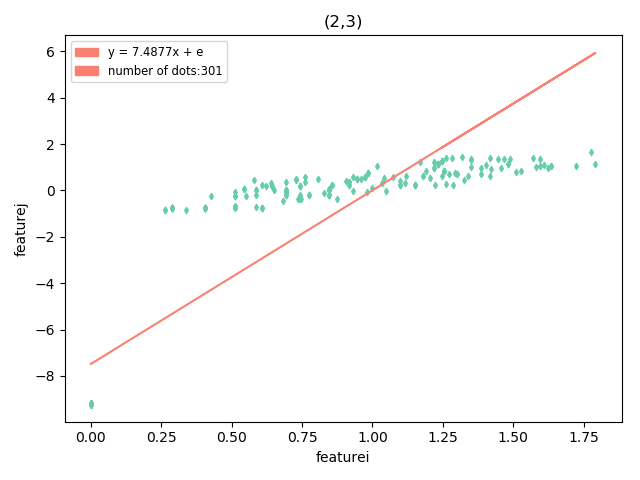 (2,3)
y = 7.4877x + e
number of dots:301
6
4
2
0
−2
−4
−6
−8
featurej
0.00 0.25 0.50 0.75 1.00 1.25 1.50 1.75
featurei